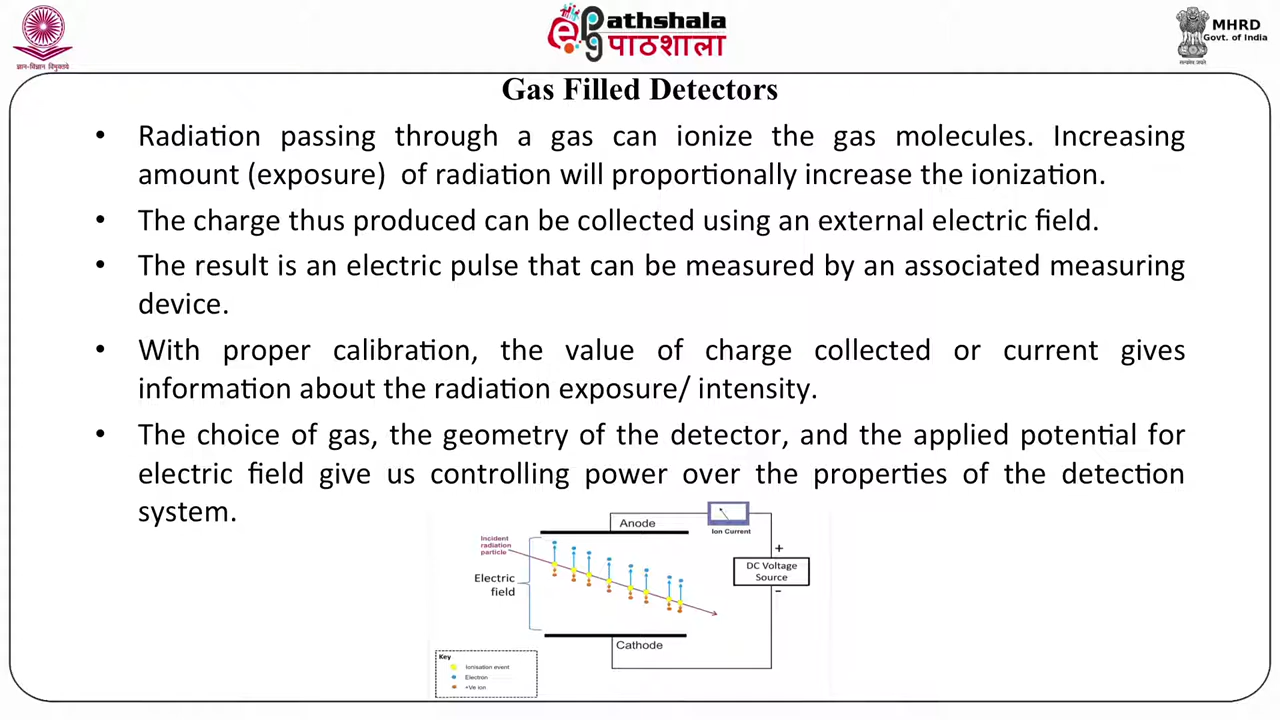 ज्ञान-विज्ञान विमुक्तये
ePathshala
पाठशाला
MHRD
Govt. of India
सत्यमेव जयते
Gas Filled Detectors
• Radiation passing through a gas can ionize the gas molecules. Increasing
amount (exposure) of radiation will proportionally increase the ionization.
• The charge thus produced can be collected using an external electric field.
• The result is an electric pulse that can be measured by an associated measuring
device.
• With proper calibration, the value of charge collected or current gives
information about the radiation exposure/ intensity.
• The choice of gas, the geometry of the detector, and the applied potential for
electric field give us controlling power over the properties of the detection
system.
Anode
Ion Current
Incident
radiation
particle
+
DC Voltage
Source
-
Electric
field
Cathode
Key
Ionisation event
Electron
+Ve ion